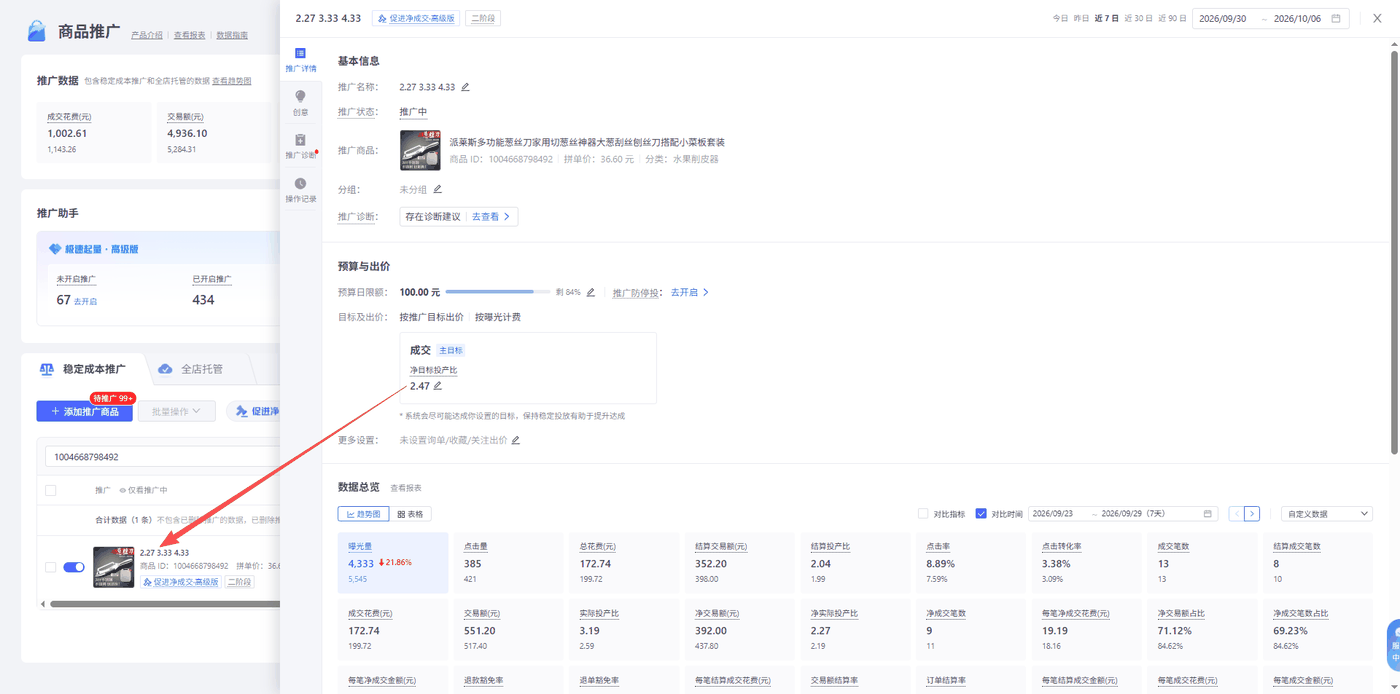 商品推广
产品介绍
查看报表
数据指南
推广数据 包含稳定成本推广和全店托管的数据 查看趋势图
成交花费(元)
1,002.61
1,143.26
交易额(元)
4,936.10
5,284.31
推广助手
极速起量 · 高级版
未开启推广
67 去开启
已开启推广
434
稳定成本推广
全店托管
待推广 99+
+ 添加推广商品
批量操作
促进净
1004668798492
推广 仅看推广中
合计数据（1 条）不包含已删除推广的数据，已删除推
2.27 3.33 4.33
商品 ID：1004668798492 拼单价：36.6
促进净成交-高级版
二阶段
2.27 3.33 4.33
促进净成交-高级版
二阶段
今日 昨日 近 7 日 近 30 日 近 90 日
2026/09/30 ~ 2026/10/06
推广详情
创意
推广诊断
操作记录
基本信息
推广名称： 2.27 3.33 4.33
推广状态： 推广中
推广商品：
派莱斯多功能葱丝刀家用切葱丝神器大葱刮丝刨丝刀搭配小菜板套装
商品 ID：1004668798492 拼单价：36.60 元 分类：水果削皮器
分组： 未分组
推广诊断： 存在诊断建议 去查看
预算与出价
预算日限额： 100.00 元 剩 84% 推广防停投： 去开启
目标及出价： 按推广目标出价 按曝光计费
成交 主目标
净目标投产比
2.47
* 系统会尽可能达成你设置的目标，保持稳定投放有助于提升达成
更多设置： 未设置询单/收藏/关注出价
数据总览 查看报表
趋势图
表格
对比指标
对比时间
2026/09/23 ~ 2026/09/29（7天）
自定义数据
曝光量
4,333 21.86%
5,545
点击量
385
421
总花费(元)
172.74
199.72
结算交易额(元)
352.20
398.00
结算投产比
2.04
1.99
点击率
8.89%
7.59%
点击转化率
3.38%
3.09%
成交笔数
13
13
结算成交笔数
8
10
成交花费(元)
172.74
199.72
交易额(元)
551.20
517.40
实际投产比
3.19
2.59
净交易额(元)
392.00
437.80
净实际投产比
2.27
2.19
净成交笔数
9
11
每笔净成交花费(元)
19.19
18.16
净交易额占比
71.12%
84.62%
净成交笔数占比
69.23%
84.62%
每笔净成交金额(元)
退款豁免率
退单豁免率
每笔结算成交花费(元)
交易额结算率
订单结算率
每笔结算成交金额(元)
每笔成交花费(元)
每笔成交金额(元)